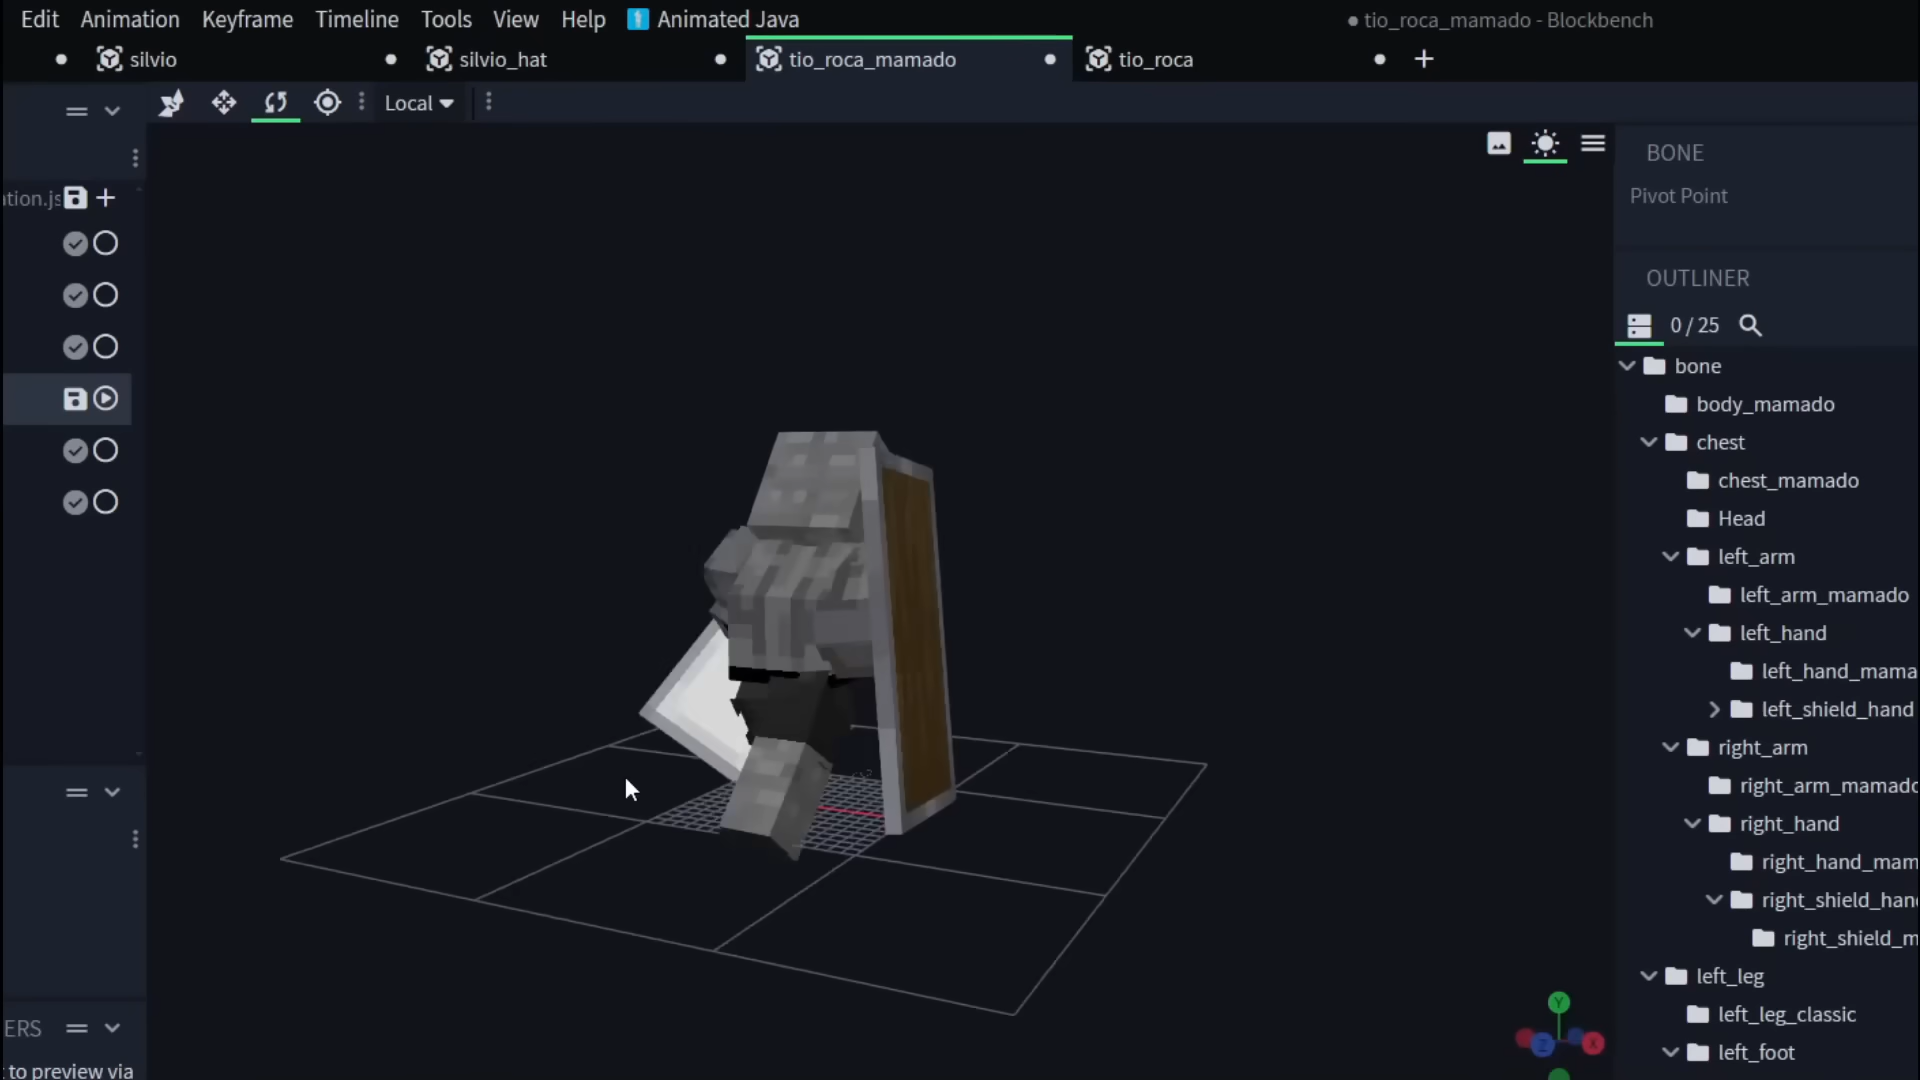 Edit Animation Keyframe Timeline Tools View Help Animated Java
tio_roca_mamado - Blockbench
silvio
silvio_hat
tio_roca_mamado
tio_roca
Local
ation.js
ERS
to preview via
BONE
Pivot Point
OUTLINER
0 / 25
bone
body_mamado
chest
chest_mamado
Head
left_arm
left_arm_mamado
left_hand
left_hand_mama
left_shield_hand
right_arm
right_arm_mamado
right_hand
right_hand_mam
right_shield_han
right_shield_m
left_leg
left_leg_classic
left_foot
Y
Z
X